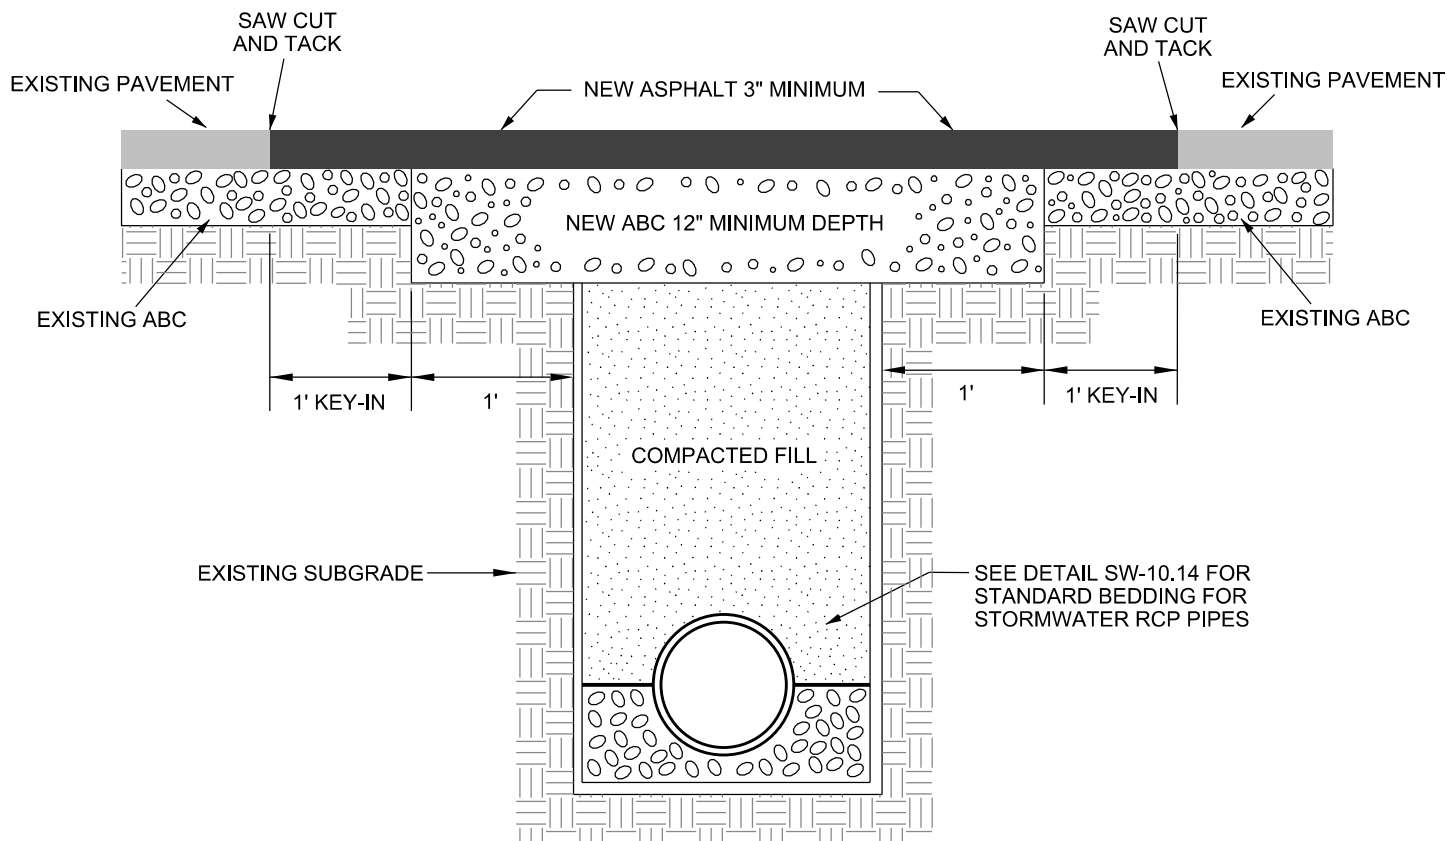 SAW CUT
AND TACK
SAW CUT
AND TACK
EXISTING PAVEMENT
NEW ASPHALT 3" MINIMUM
EXISTING PAVEMENT
NEW ABC 12" MINIMUM DEPTH
EXISTING ABC
EXISTING ABC
1' KEY-IN
1'
1'
1' KEY-IN
COMPACTED FILL
EXISTING SUBGRADE
SEE DETAIL SW-10.14 FOR
STANDARD BEDDING FOR
STORMWATER RCP PIPES